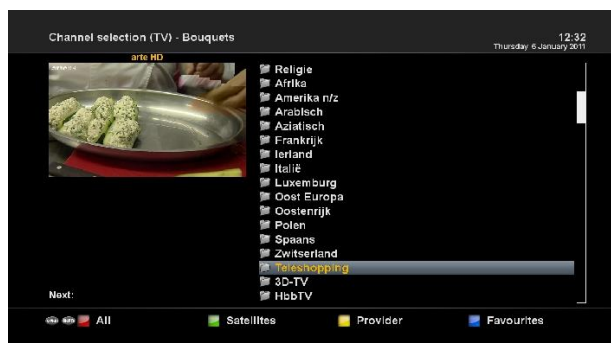 Channel selection (TV) - Bouquets
12:32
Thursday 6 January 2011
arte HD
Religie
Afrika
Amerika n/z
Arabisch
Aziatisch
Frankrijk
Ierland
Italië
Luxemburg
Oost Europa
Oostenrijk
Polen
Spaans
Zwitserland
Teleshopping
3D-TV
HbbTV
Next:
All
Satellites
Provider
Favourites